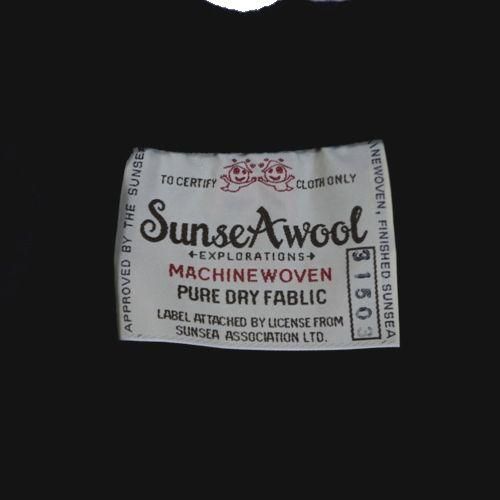 TO CERTIFY CLOTH ONLY
SunseAwool
EXPLORATIONS
MACHINEWOVEN
PURE DRY FABLIC
LABEL ATTACHED BY LICENSE FROM
SUNSEA ASSOCIATION LTD.
APPROVED BY THE SUNSE
NEWOVEN, FINISHED SUNSEA
31503